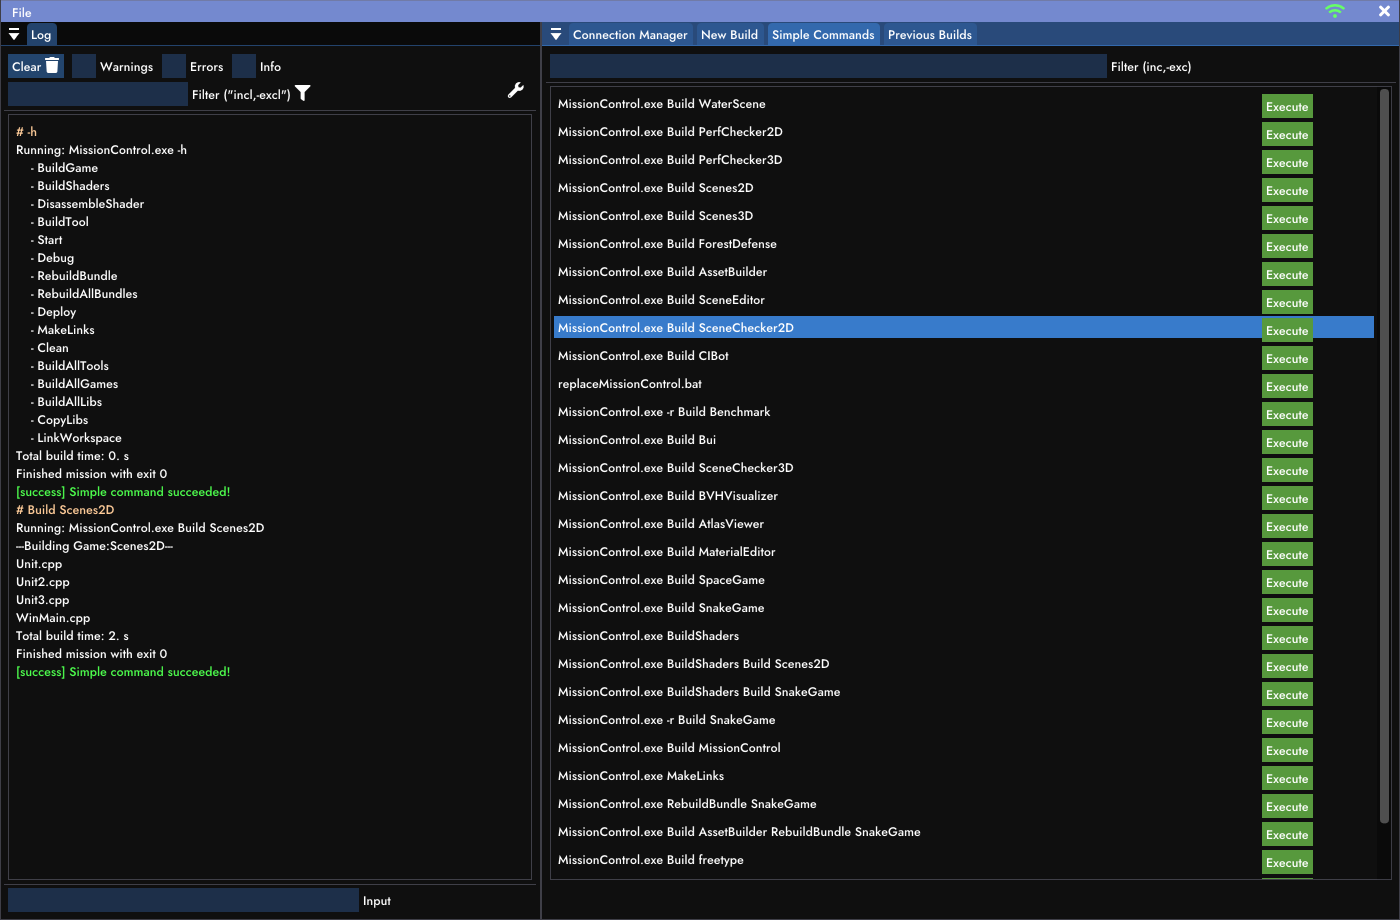 File
Log
Clear Warnings Errors Info
Filter ("incl,-excl")
# -h
Running: MissionControl.exe -h
- BuildGame
- BuildShaders
- DisassembleShader
- BuildTool
- Start
- Debug
- RebuildBundle
- RebuildAllBundles
- Deploy
- MakeLinks
- Clean
- BuildAllTools
- BuildAllGames
- BuildAllLibs
- CopyLibs
- LinkWorkspace
Total build time: 0. s
Finished mission with exit 0
[success] Simple command succeeded!
# Build Scenes2D
Running: MissionControl.exe Build Scenes2D
---Building Game:Scenes2D---
Unit.cpp
Unit2.cpp
Unit3.cpp
WinMain.cpp
Total build time: 2. s
Finished mission with exit 0
[success] Simple command succeeded!
Input
Connection Manager New Build Simple Commands Previous Builds
Filter (inc,-exc)
MissionControl.exe Build WaterScene Execute
MissionControl.exe Build PerfChecker2D Execute
MissionControl.exe Build PerfChecker3D Execute
MissionControl.exe Build Scenes2D Execute
MissionControl.exe Build Scenes3D Execute
MissionControl.exe Build ForestDefense Execute
MissionControl.exe Build AssetBuilder Execute
MissionControl.exe Build SceneEditor Execute
MissionControl.exe Build SceneChecker2D Execute
MissionControl.exe Build CIBot Execute
replaceMissionControl.bat Execute
MissionControl.exe -r Build Benchmark Execute
MissionControl.exe Build Bui Execute
MissionControl.exe Build SceneChecker3D Execute
MissionControl.exe Build BVHVisualizer Execute
MissionControl.exe Build AtlasViewer Execute
MissionControl.exe Build MaterialEditor Execute
MissionControl.exe Build SpaceGame Execute
MissionControl.exe Build SnakeGame Execute
MissionControl.exe BuildShaders Execute
MissionControl.exe BuildShaders Build Scenes2D Execute
MissionControl.exe BuildShaders Build SnakeGame Execute
MissionControl.exe -r Build SnakeGame Execute
MissionControl.exe Build MissionControl Execute
MissionControl.exe MakeLinks Execute
MissionControl.exe RebuildBundle SnakeGame Execute
MissionControl.exe Build AssetBuilder RebuildBundle SnakeGame Execute
MissionControl.exe Build freetype Execute